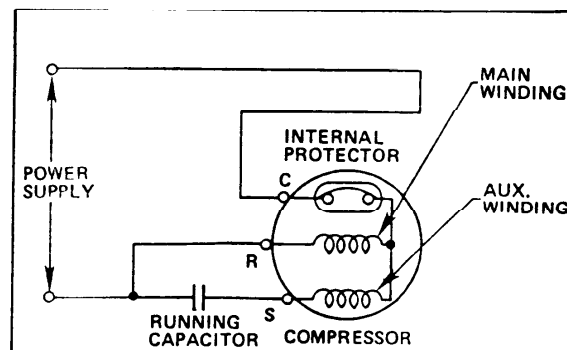 MAIN
WINDING
INTERNAL
PROTECTOR
POWER
SUPPLY
C
AUX.
WINDING
R
S
RUNNING
CAPACITOR
COMPRESSOR